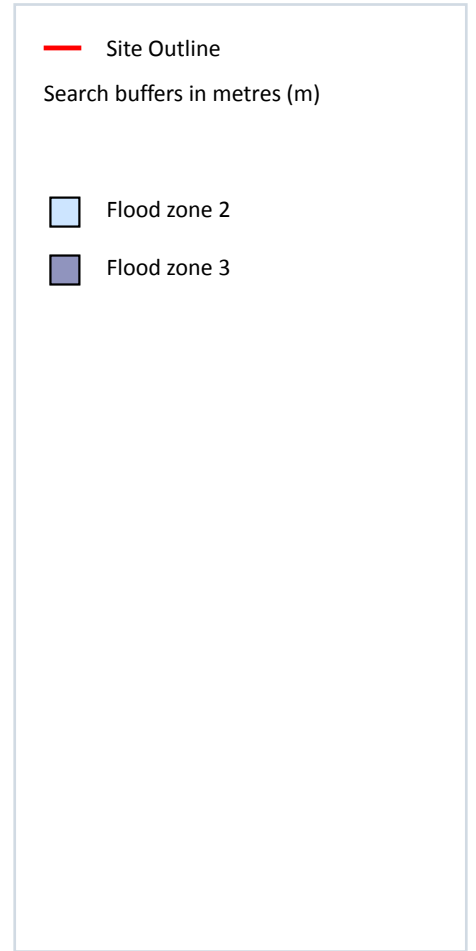 Site Outline
Search buffers in metres (m)
Flood zone 2
Flood zone 3